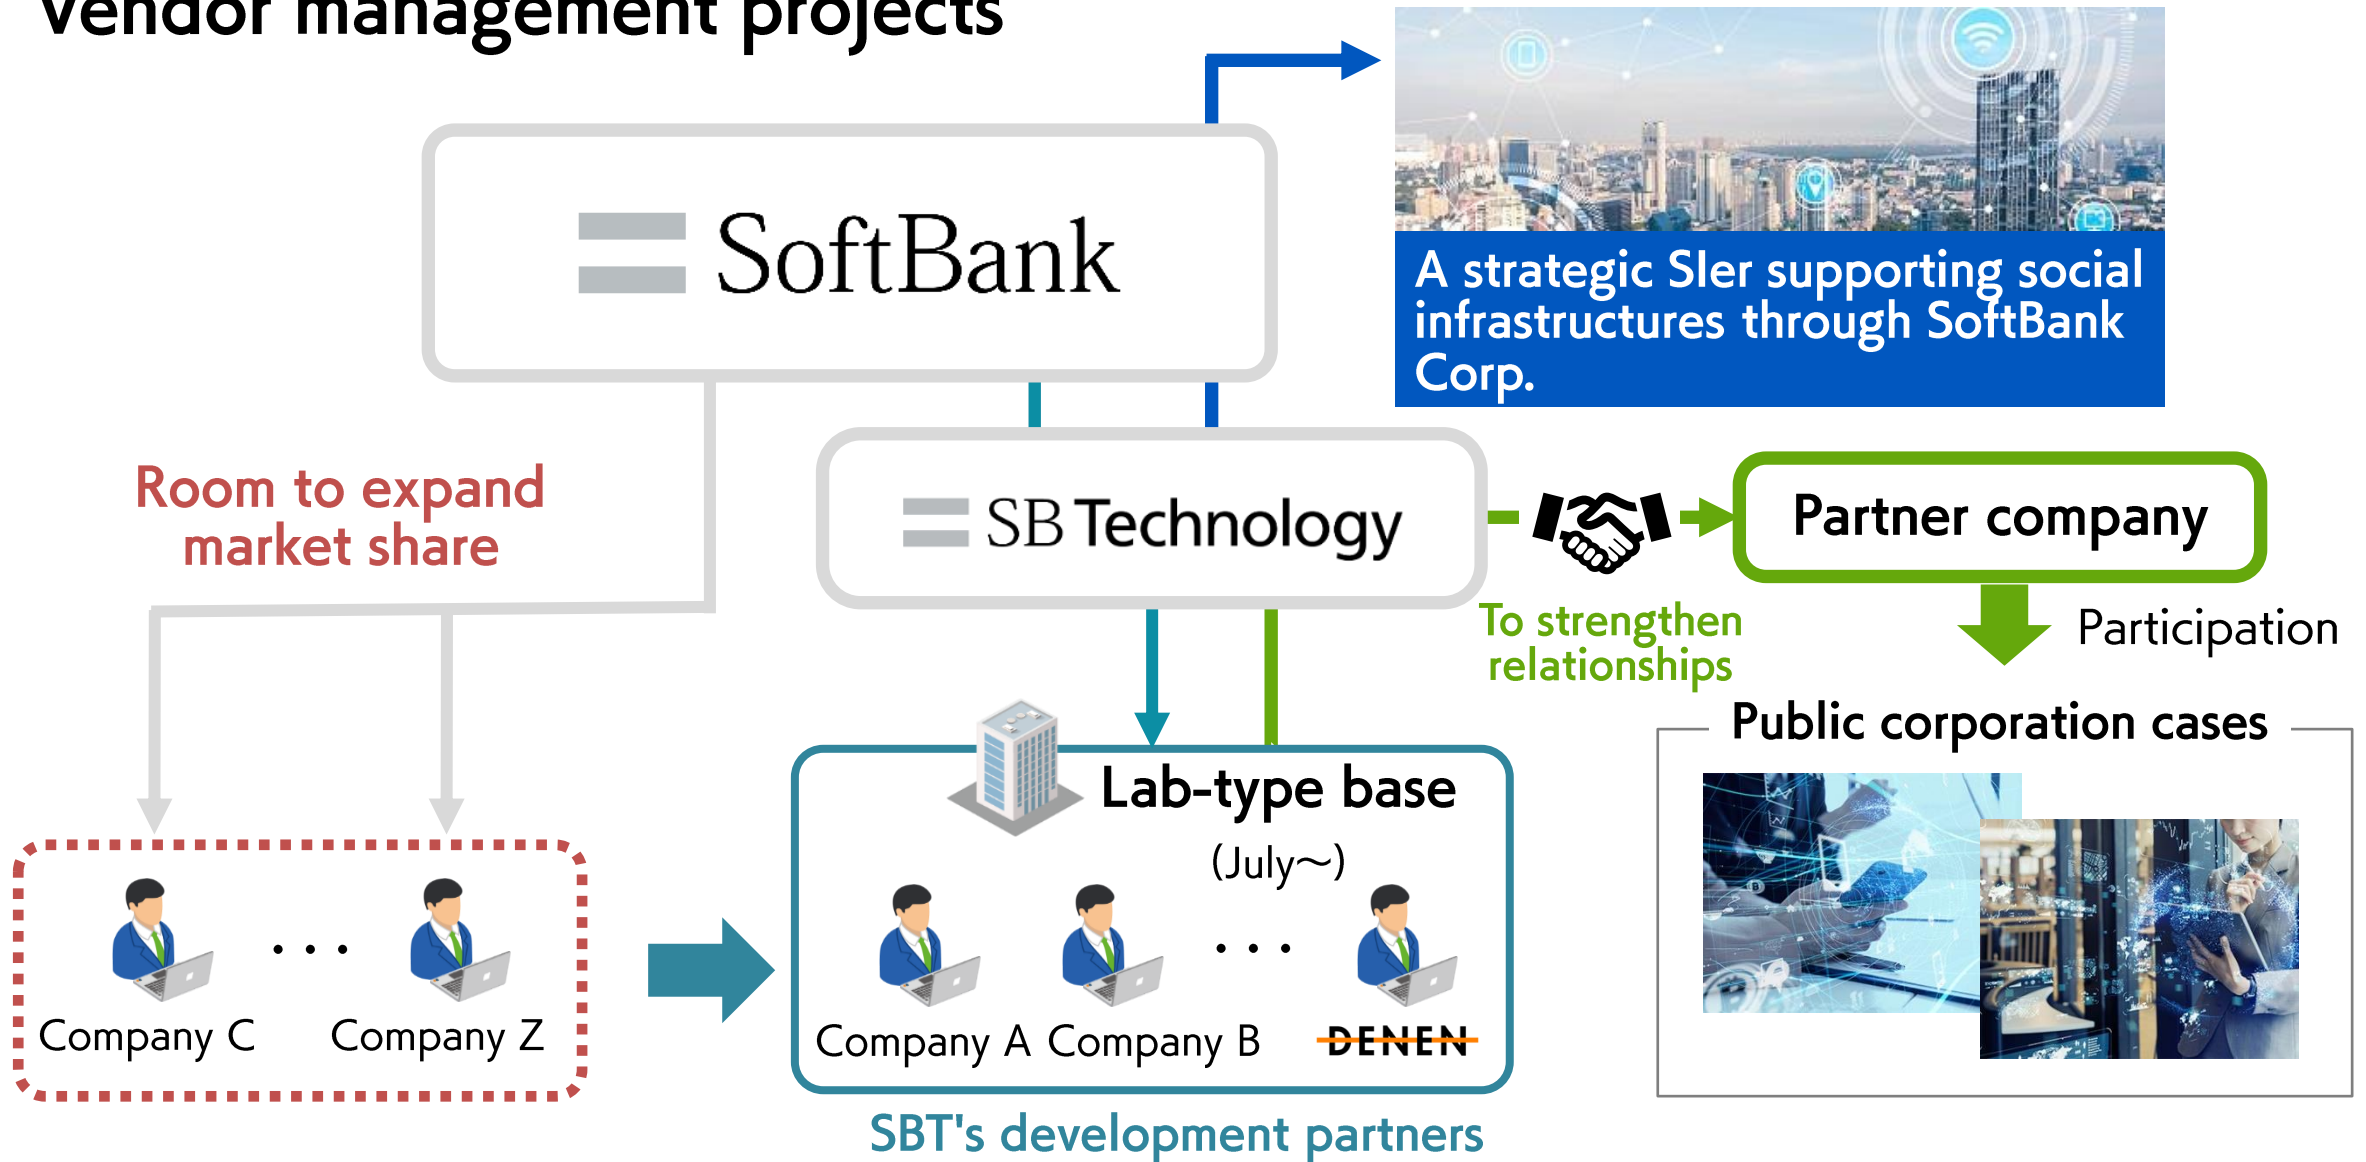 Vendor management projects
SoftBank
A strategic SIer supporting social
infrastructures through SoftBank
Corp.
Room to expand
market share
SB Technology
Partner company
To strengthen
relationships
Participation
Public corporation cases
Lab-type base
(July～)
• • •
• • •
Company C
Company Z
Company A
Company B
DENEN
SBT's development partners